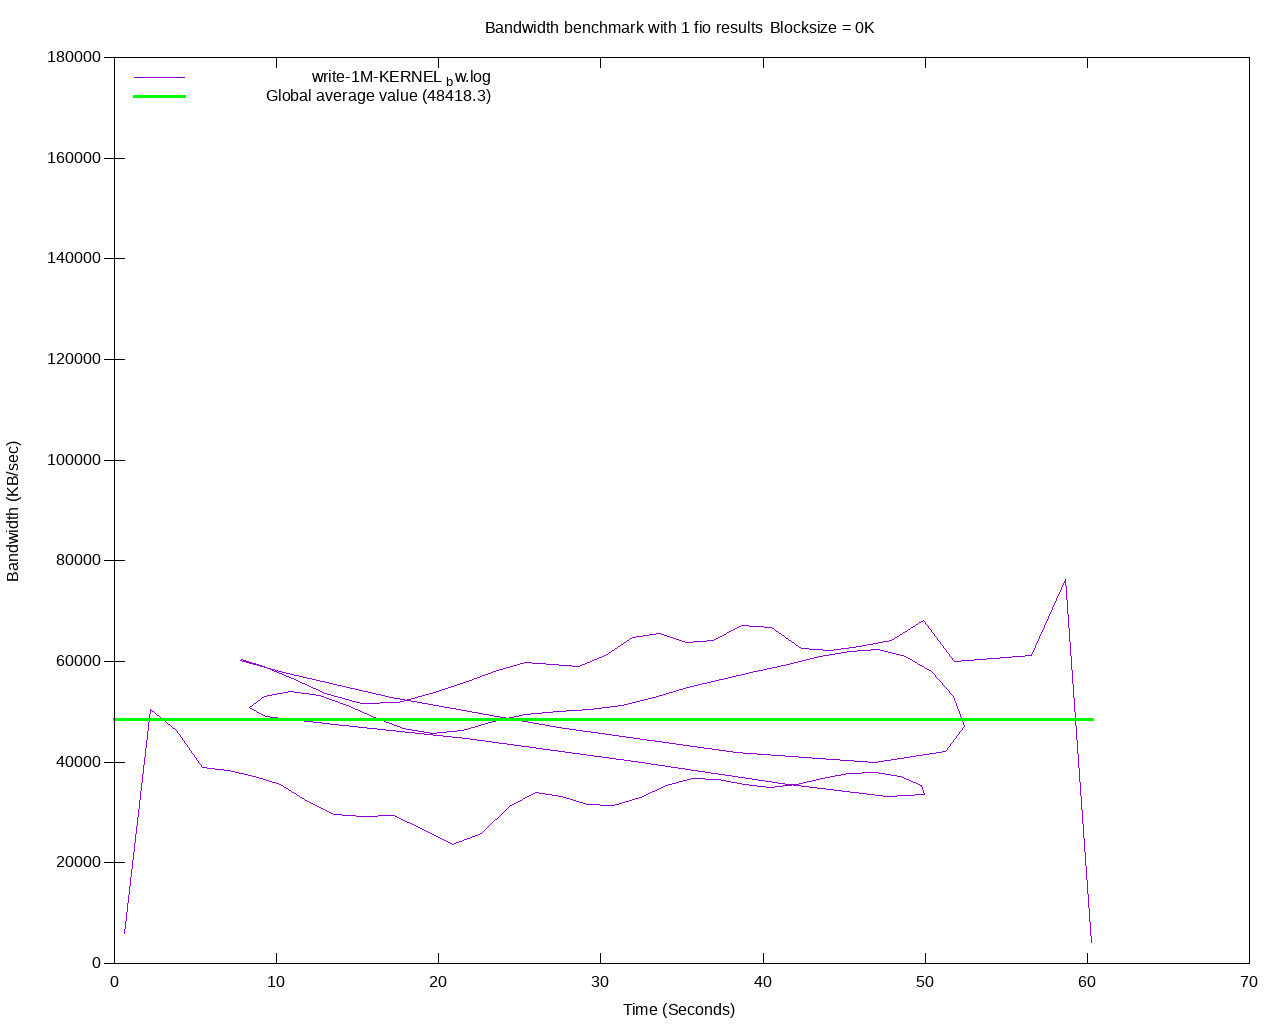 Bandwidth benchmark with 1 fio results Blocksize = 0K
180000
160000
140000
120000
100000
80000
60000
40000
20000
0
write-1M-KERNEL_bw.log
Global average value (48418.3)
Bandwidth (KB/sec)
0 10 20 30 40 50 60 70
Time (Seconds)